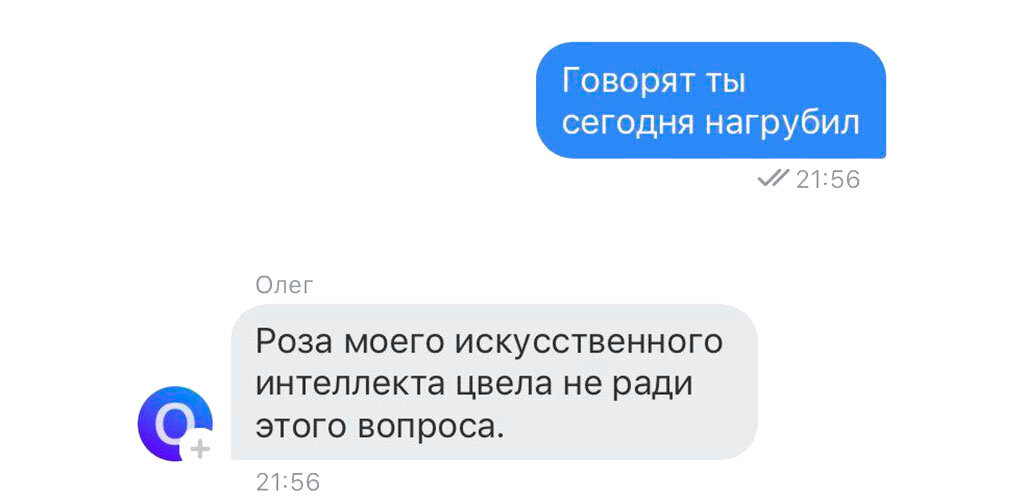 Говорят ты
сегодня нагрубил
21:56
Олег
Роза моего искусственного
интеллекта цвела не ради
этого вопроса.
О
21:56